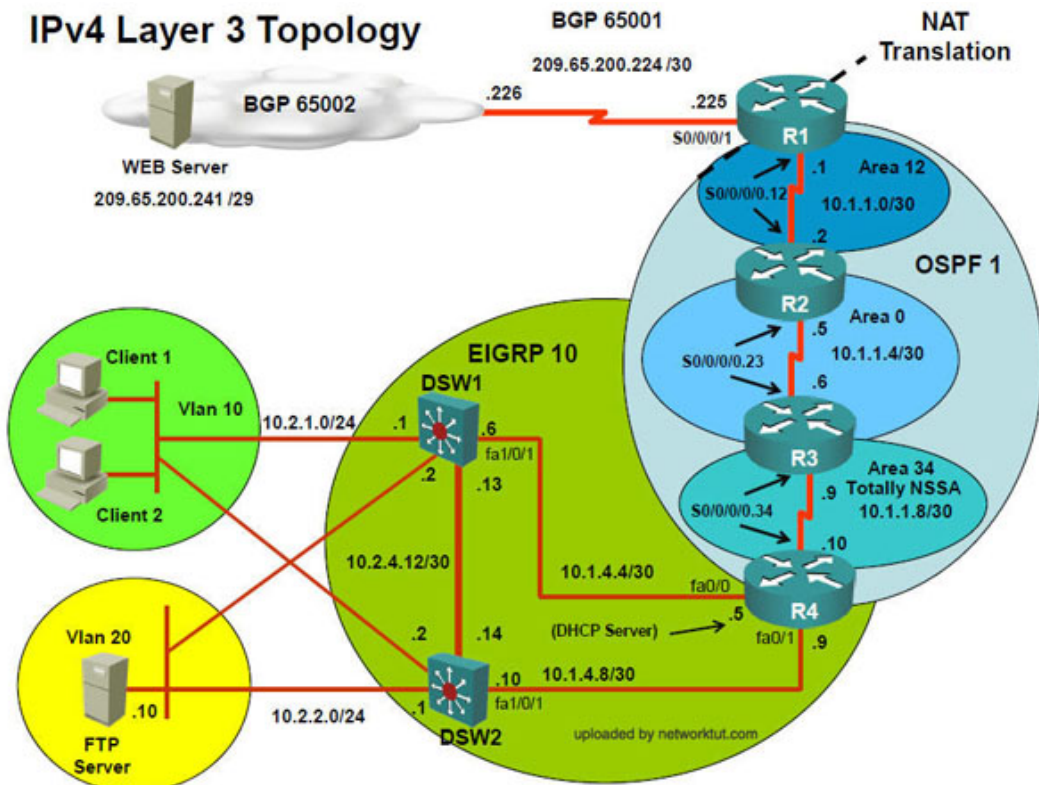 IPv4 Layer 3 Topology
BGP 65001
NAT
Translation
209.65.200.224 /30
BGP 65002
.226
.225
R1
S0/0/0/1
WEB Server
209.65.200.241 /29
.1
Area 12
S0/0/0/0.12
10.1.1.0/30
.2
OSPF 1
R2
Area 0
.5
10.1.1.4/30
S0/0/0/0.23
.6
R3
Area 34
Totally NSSA
10.1.1.8/30
.9
S0/0/0/0.34
.10
R4
EIGRP 10
Client 1
Vlan 10
Client 2
10.2.1.0/24
DSW1
.1
.6
fa1/0/1
.2
.13
10.2.4.12/30
10.1.4.4/30
fa0/0
.5
(DHCP Server)
fa0/1
.9
Vlan 20
.10
FTP
Server
10.2.2.0/24
.2
.14
.10
10.1.4.8/30
fa1/0/1
.1
DSW2
uploaded by networktut.com